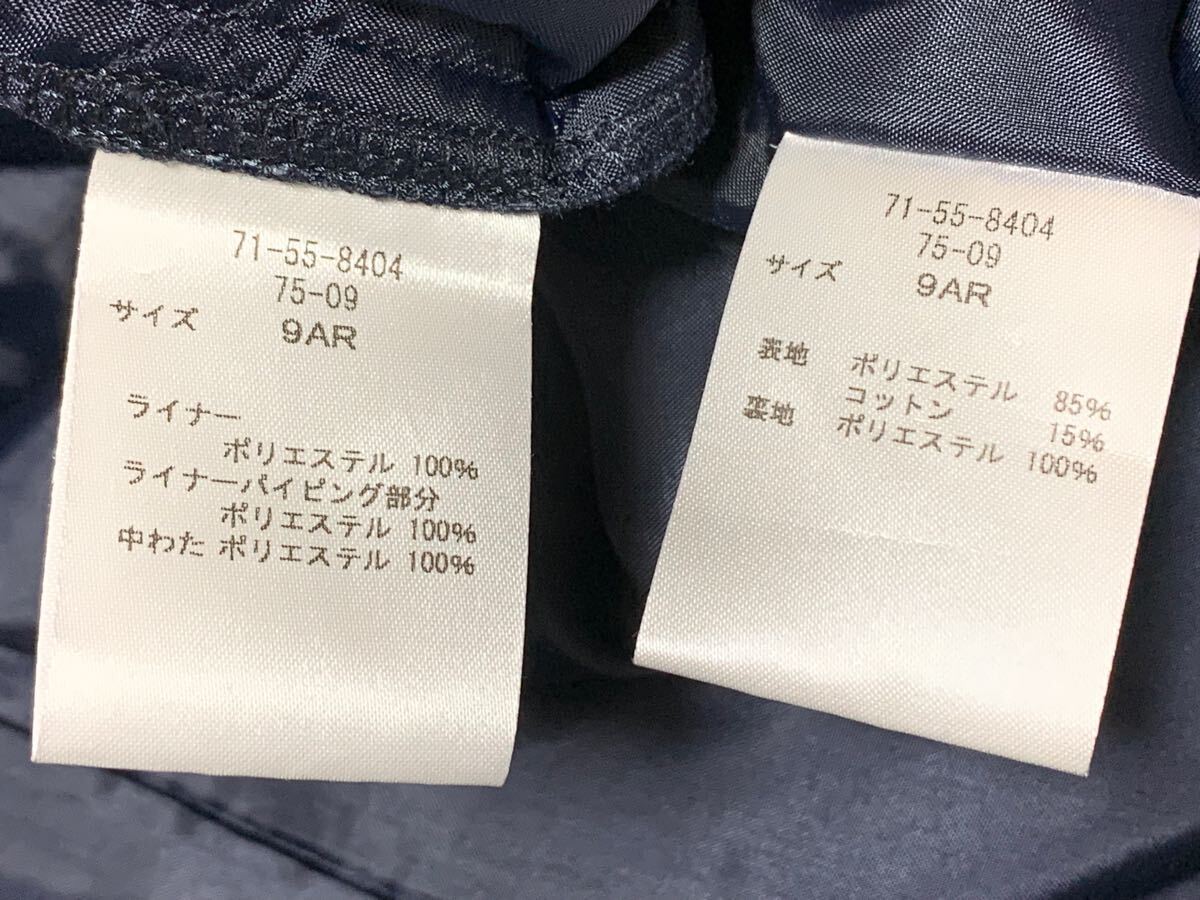 71-55-8404
75-09
サイズ 9AR
ライナー
ポリエステル 100%
ライナーパイピング部分
ポリエステル 100%
中わた ポリエステル 100%
71-55-8404
75-09
サイズ 9AR
表地 ポリエステル 85%
コットン 15%
裏地 ポリエステル 100%